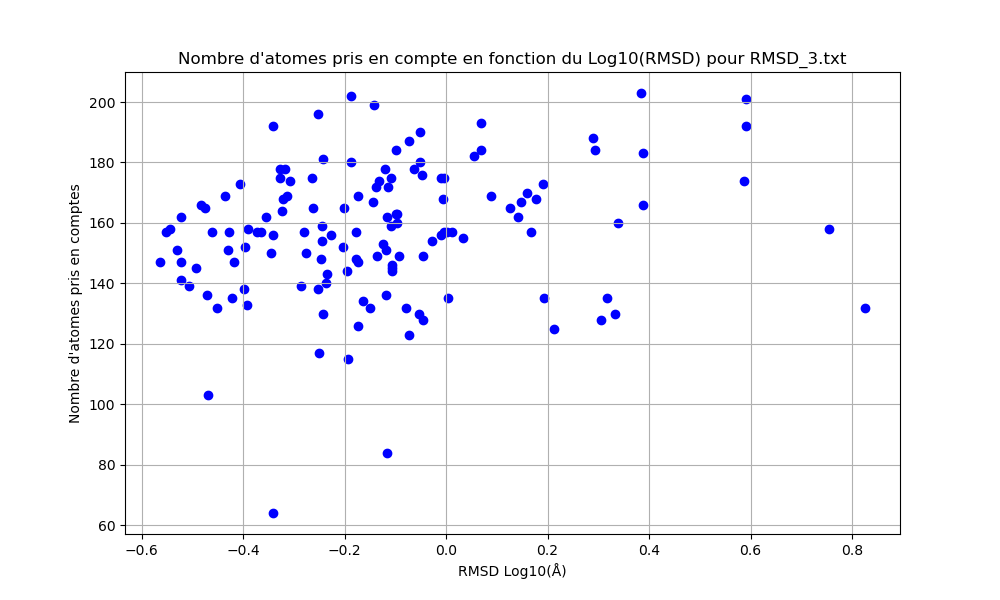 Nombre d'atomes pris en compte en fonction du Log10(RMSD) pour RMSD_3.txt
Nombre d'atomes pris en comptes
200
180
160
140
120
100
80
60
−0.6 −0.4 −0.2 0.0 0.2 0.4 0.6 0.8
RMSD Log10(Å)